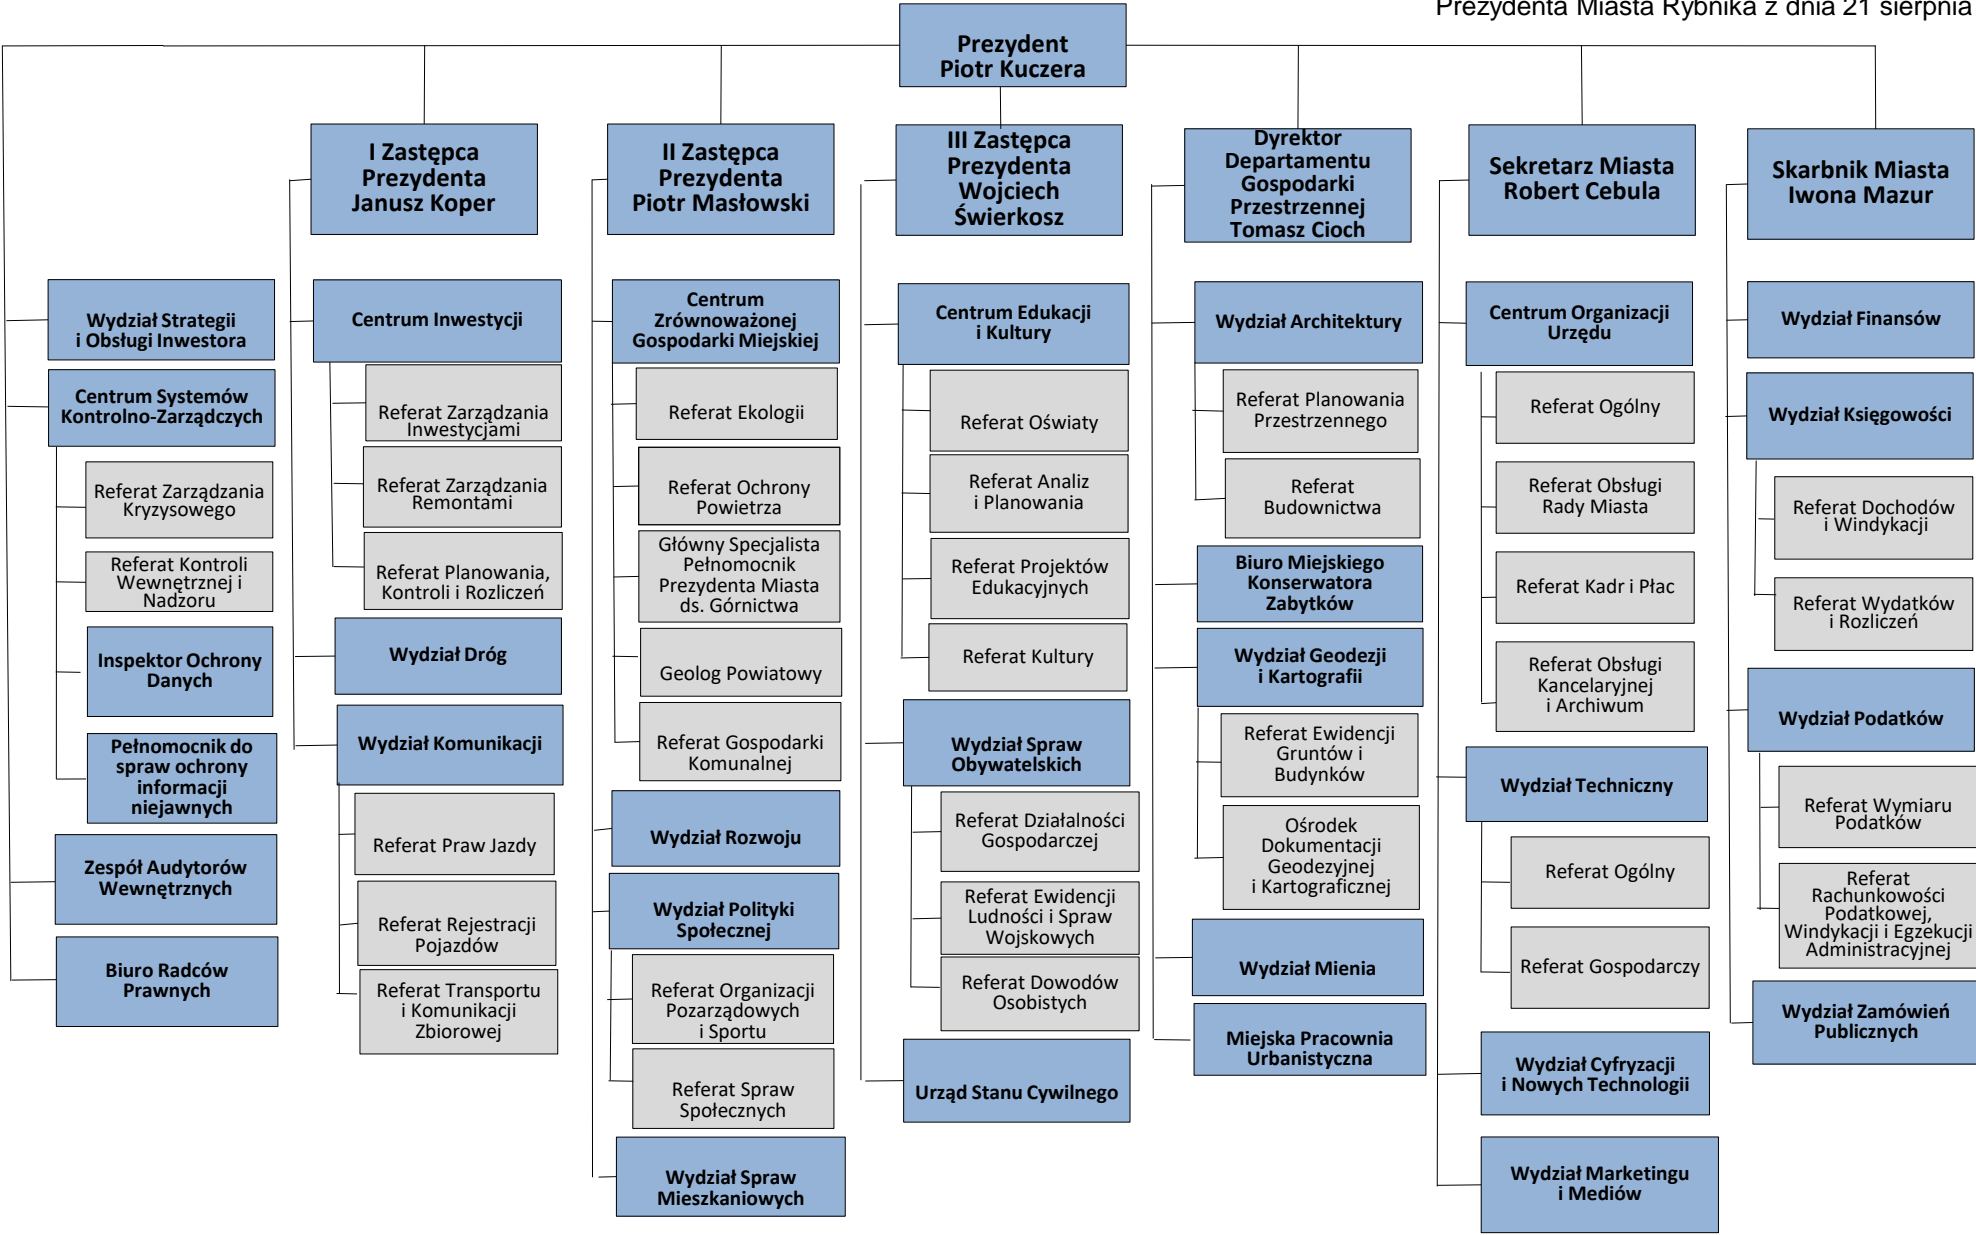 Prezydenta Miasta Rybnika z dnia 21 sierpnia
Prezydent
Piotr Kuczera
I Zastępca
Prezydenta
Janusz Koper
II Zastępca
Prezydenta
Piotr Masłowski
III Zastępca
Prezydenta
Wojciech
Świerkosz
Dyrektor
Departamentu
Gospodarki
Przestrzennej
Tomasz Cioch
Sekretarz Miasta
Robert Cebula
Skarbnik Miasta
Iwona Mazur
Wydział Strategii
i Obsługi Inwestora
Centrum Systemów
Kontrolno-Zarządczych
Referat Zarządzania
Kryzysowego
Referat Kontroli
Wewnętrznej i
Nadzoru
Inspektor Ochrony
Danych
Pełnomocnik do
spraw ochrony
informacji
niejawnych
Zespół Audytorów
Wewnętrznych
Biuro Radców
Prawnych
Centrum Inwestycji
Referat Zarządzania
Inwestycjami
Referat Zarządzania
Remontami
Referat Planowania,
Kontroli i Rozliczeń
Wydział Dróg
Wydział Komunikacji
Referat Praw Jazdy
Referat Rejestracji
Pojazdów
Referat Transportu
i Komunikacji
Zbiorowej
Centrum
Zrównoważonej
Gospodarki Miejskiej
Referat Ekologii
Referat Ochrony
Powietrza
Główny Specjalista
Pełnomocnik
Prezydenta Miasta
ds. Górnictwa
Geolog Powiatowy
Referat Gospodarki
Komunalnej
Wydział Rozwoju
Wydział Polityki
Społecznej
Referat Organizacji
Pozarządowych
i Sportu
Referat Spraw
Społecznych
Wydział Spraw
Mieszkaniowych
Centrum Edukacji
i Kultury
Referat Oświaty
Referat Analiz
i Planowania
Referat Projektów
Edukacyjnych
Referat Kultury
Wydział Spraw
Obywatelskich
Referat Działalności
Gospodarczej
Referat Ewidencji
Ludności i Spraw
Wojskowych
Referat Dowodów
Osobistych
Urząd Stanu Cywilnego
Wydział Architektury
Referat Planowania
Przestrzennego
Referat
Budownictwa
Biuro Miejskiego
Konserwatora
Zabytków
Wydział Geodezji
i Kartografii
Referat Ewidencji
Gruntów i
Budynków
Ośrodek
Dokumentacji
Geodezyjnej
i Kartograficznej
Wydział Mienia
Miejska Pracownia
Urbanistyczna
Centrum Organizacji
Urzędu
Referat Ogólny
Referat Obsługi
Rady Miasta
Referat Kadr i Płac
Referat Obsługi
Kancelaryjnej
i Archiwum
Wydział Techniczny
Referat Ogólny
Referat Gospodarczy
Wydział Cyfryzacji
i Nowych Technologii
Wydział Marketingu
i Mediów
Wydział Finansów
Wydział Księgowości
Referat Dochodów
i Windykacji
Referat Wydatków
i Rozliczeń
Wydział Podatków
Referat Wymiaru
Podatków
Referat
Rachunkowości
Podatkowej,
Windykacji i Egzekucji
Administracyjnej
Wydział Zamówień
Publicznych